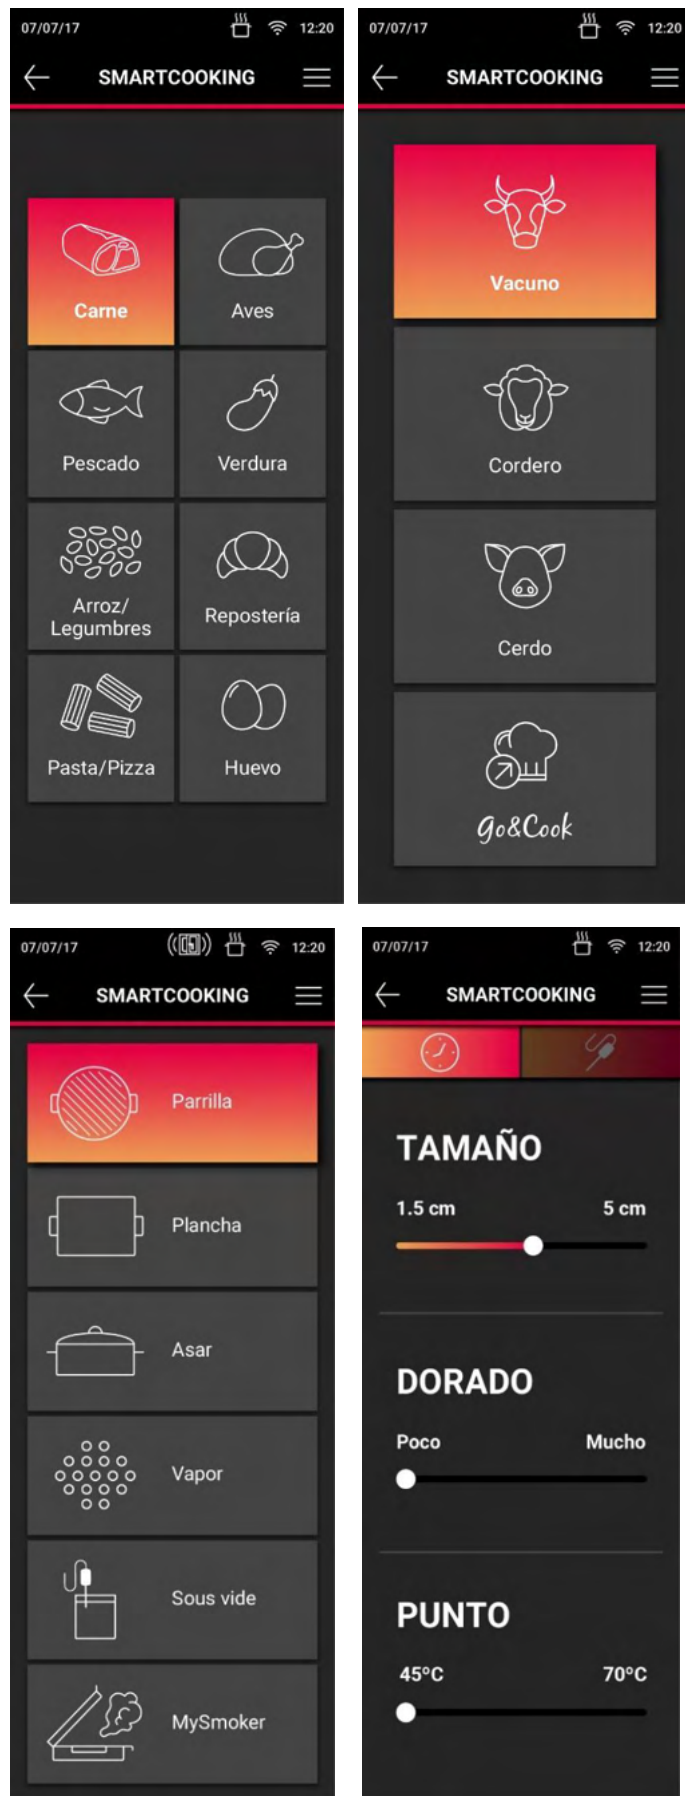 07/07/17 12:20
SMARTCOOKING
Carne
Aves
Pescado
Verdura
Arroz/
Legumbres
Repostería
Pasta/Pizza
Huevo
07/07/17 12:20
SMARTCOOKING
Vacuno
Cordero
Cerdo
Go&Cook
07/07/17 12:20
SMARTCOOKING
Parrilla
Plancha
Asar
Vapor
Sous vide
MySmoker
07/07/17 12:20
SMARTCOOKING
TAMAÑO
1.5 cm 5 cm
DORADO
Poco Mucho
PUNTO
45ºC 70ºC